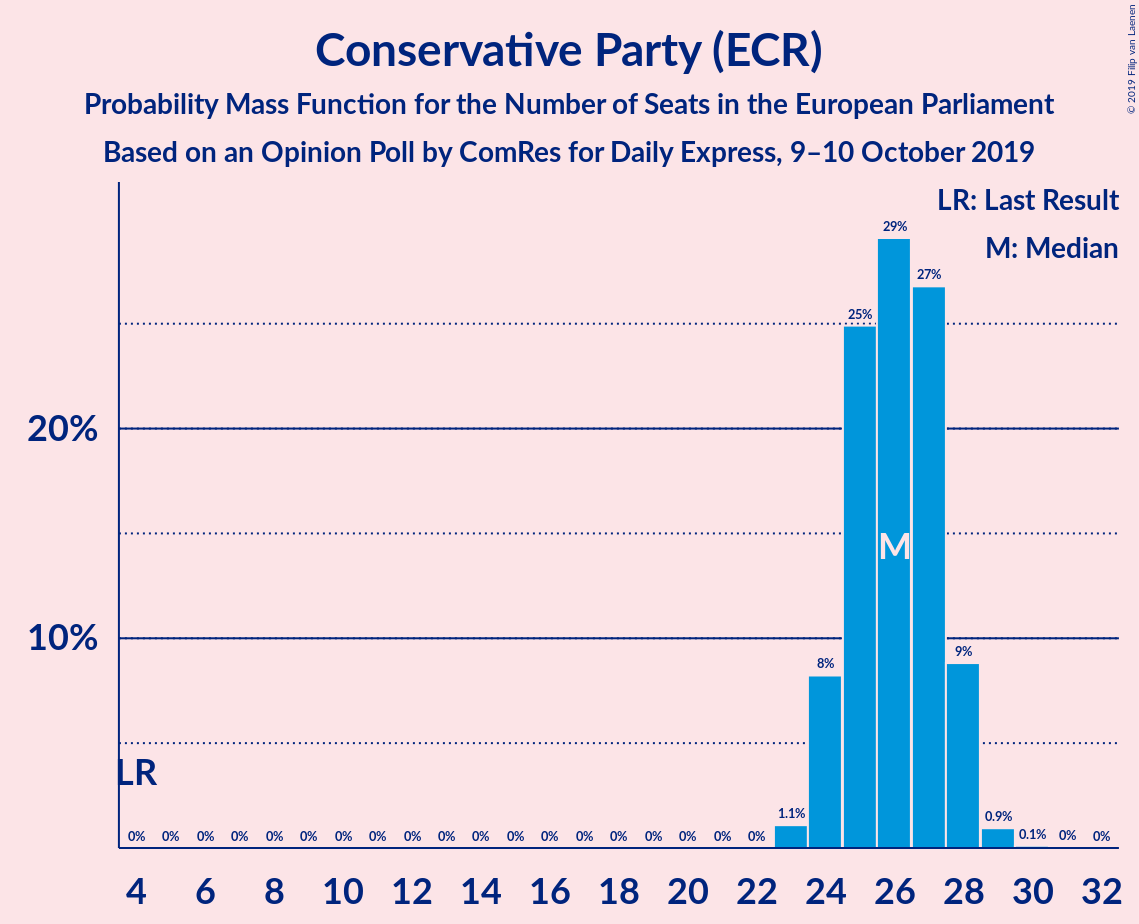 Conservative Party (ECR)
Probability Mass Function for the Number of Seats in the European Parliament
Based on an Opinion Poll by ComRes for Daily Express, 9–10 October 2019
© 2019 Filip van Laenen
LR: Last Result
M: Median
29%
27%
25%
20%
M
10%
9%
8%
LR
1.1%
0.9%
0% 0% 0% 0% 0% 0% 0% 0% 0% 0% 0% 0% 0% 0% 0% 0% 0% 0% 0% 0.1% 0% 0%
4 6 8 10 12 14 16 18 20 22 24 26 28 30 32